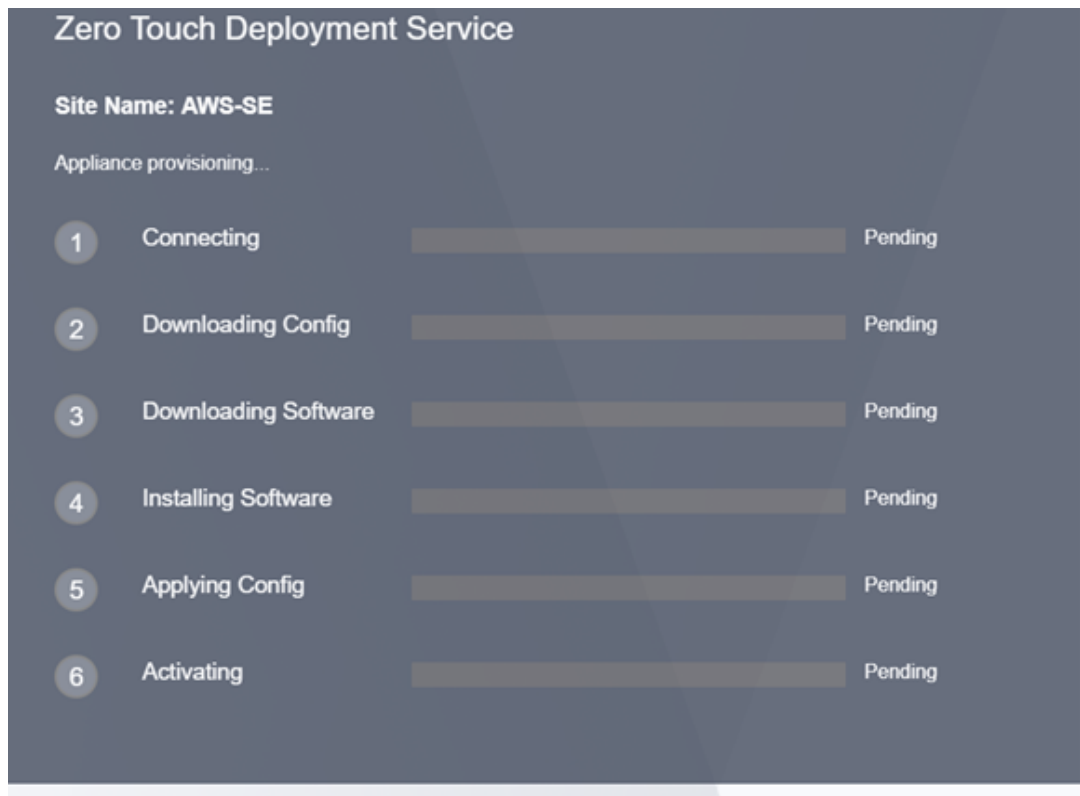 Zero Touch Deployment Service
Site Name: AWS-SE
Appliance provisioning...
1 Connecting Pending
2 Downloading Config Pending
3 Downloading Software Pending
4 Installing Software Pending
5 Applying Config Pending
6 Activating Pending